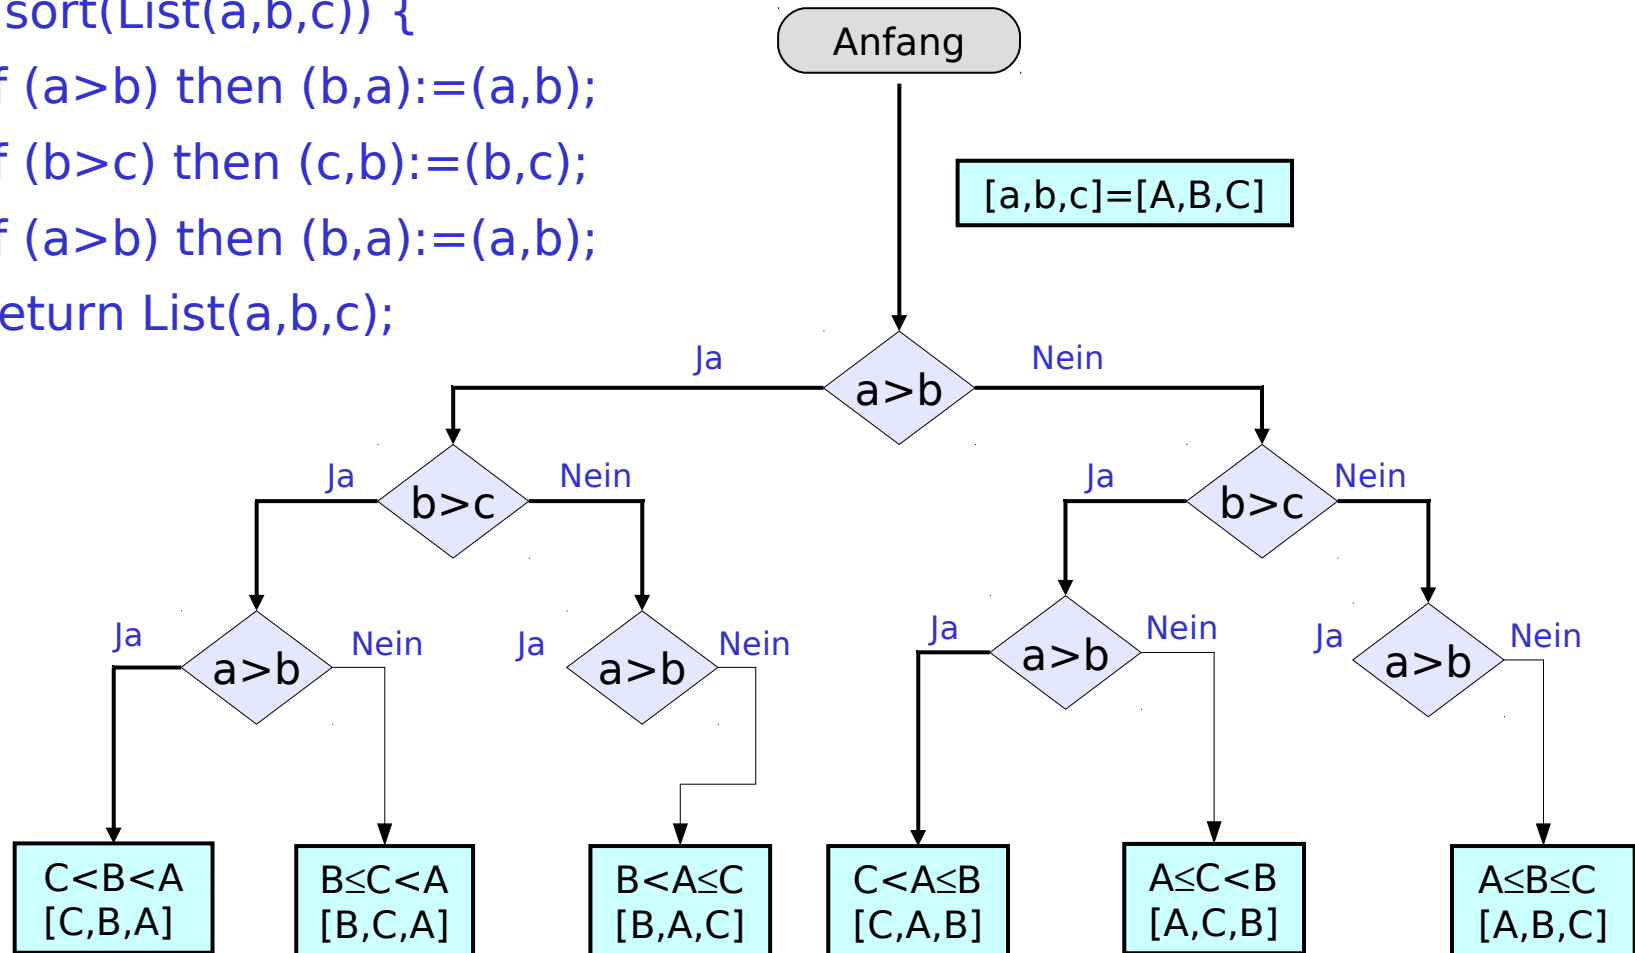 sort(List(a,b,c)) {
f (a>b) then (b,a):=(a,b);
f (b>c) then (c,b):=(b,c);
f (a>b) then (b,a):=(a,b);
eturn List(a,b,c);
Anfang
[a,b,c]=[A,B,C]
Ja
Nein
a>b
Ja
Nein
b>c
Ja
Nein
b>c
Ja
Nein
a>b
Ja
Nein
a>b
Ja
Nein
a>b
Ja
Nein
a>b
C<B<A
[C,B,A]
B≤C<A
[B,C,A]
B<A≤C
[B,A,C]
C<A≤B
[C,A,B]
A≤C<B
[A,C,B]
A≤B≤C
[A,B,C]